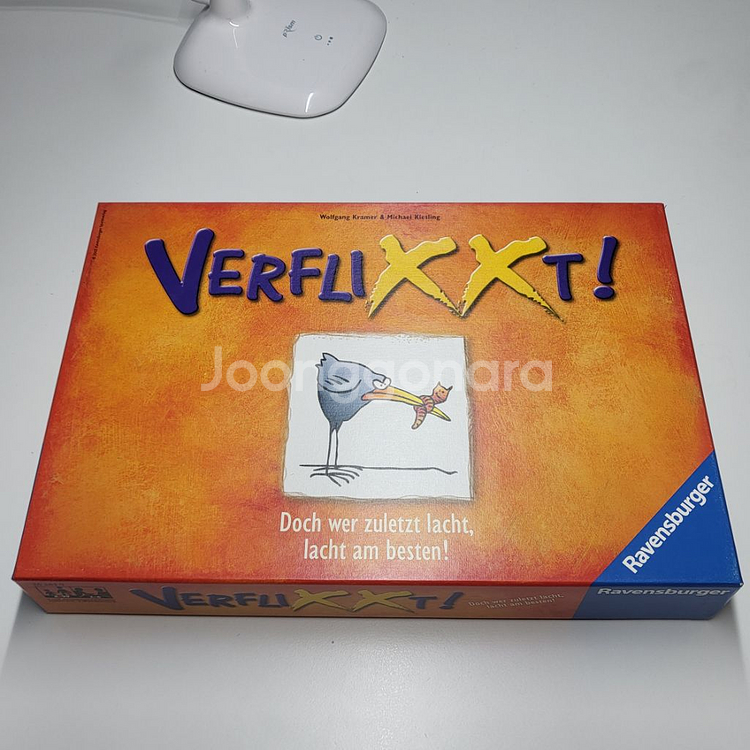 Wolfgang Kramer & Michael Kiesling
VERFLIXXT!
Joonggonara
Doch wer zuletzt lacht,
lacht am besten!
Ravensburger
VERFLIXXT!
Doch wer zuletzt lacht,
lacht am besten!
Ravensburger